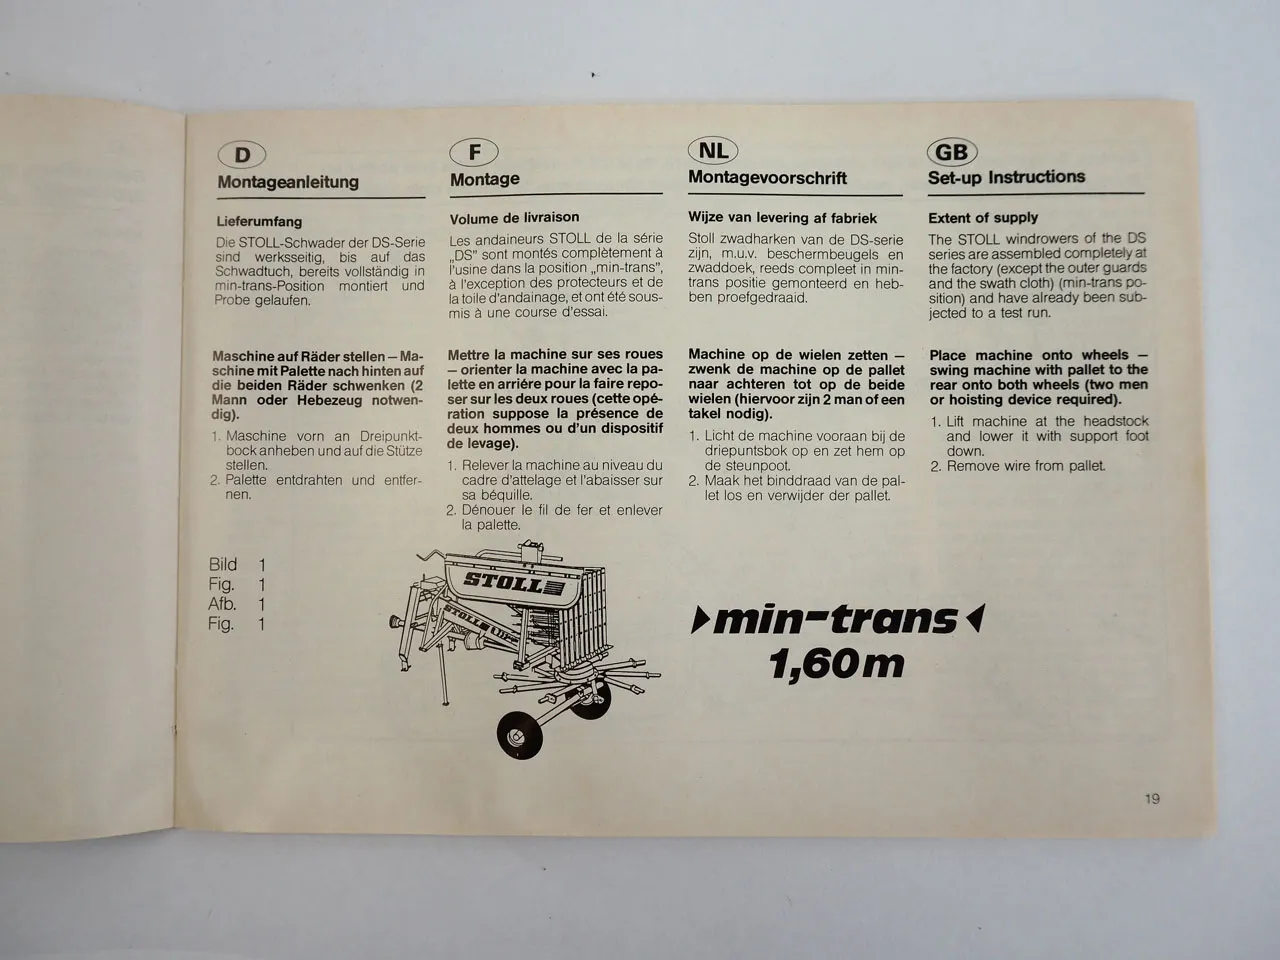 D
Montageanleitung
Lieferumfang
Die STOLL-Schwader der DS-Serie
sind werksseitig, bis auf das
Schwadtuch, bereits vollständig in
min-trans-Position montiert und
Probe gelaufen.
Maschine auf Räder stellen – Ma-
schine mit Palette nach hinten auf
die beiden Räder schwenken (2
Mann oder Hebezeug notwen-
dig).
1. Maschine vorn an Dreipunkt-
bock anheben und auf die Stütze
stellen.
2. Palette entdrahten und entfer-
nen.
F
Montage
Volume de livraison
Les andaineurs STOLL de la série
„DS” sont montés complètement à
l'usine dans la position „min-trans”,
à l'exception des protecteurs et de
la toile d'andainage, et ont été sous-
mis à une course d'essai.
Mettre la machine sur ses roues
– orienter la machine avec la pa-
lette en arriére pour la faire repo-
ser sur les deux roues (cette opé-
ration suppose la présence de
deux hommes ou d'un dispositif
de levage).
1. Relever la machine au niveau du
cadre d'attelage et l'abaisser sur
sa béquille.
2. Dénouer le fil de fer et enlever
la palette.
NL
Montagevoorschrift
Wijze van levering af fabriek
Stoll zwadharken van de DS-serie
zijn, m.u.v. beschermbeugels en
zwaddoek, reeds compleet in min-
trans positie gemonteerd en heb-
ben proefgedraaid.
Machine op de wielen zetten –
zwenk de machine op de pallet
naar achteren tot op de beide
wielen (hiervoor zijn 2 man of een
takel nodig).
1. Licht de machine vooraan bij de
driepuntsbok op en zet hem op
de steunpoot.
2. Maak het binddraad van de pal-
let los en verwijder der pallet.
GB
Set-up Instructions
Extent of supply
The STOLL windrowers of the DS
series are assembled completely at
the factory (except the outer guards
and the swath cloth) (min-trans po-
sition) and have already been sub-
jected to a test run.
Place machine onto wheels –
swing machine with pallet to the
rear onto both wheels (two men
or hoisting device required).
1. Lift machine at the headstock
and lower it with support foot
down.
2. Remove wire from pallet.
Bild 1
Fig. 1
Afb. 1
Fig. 1
STOLL
STOLL
min-trans
1,60m
19